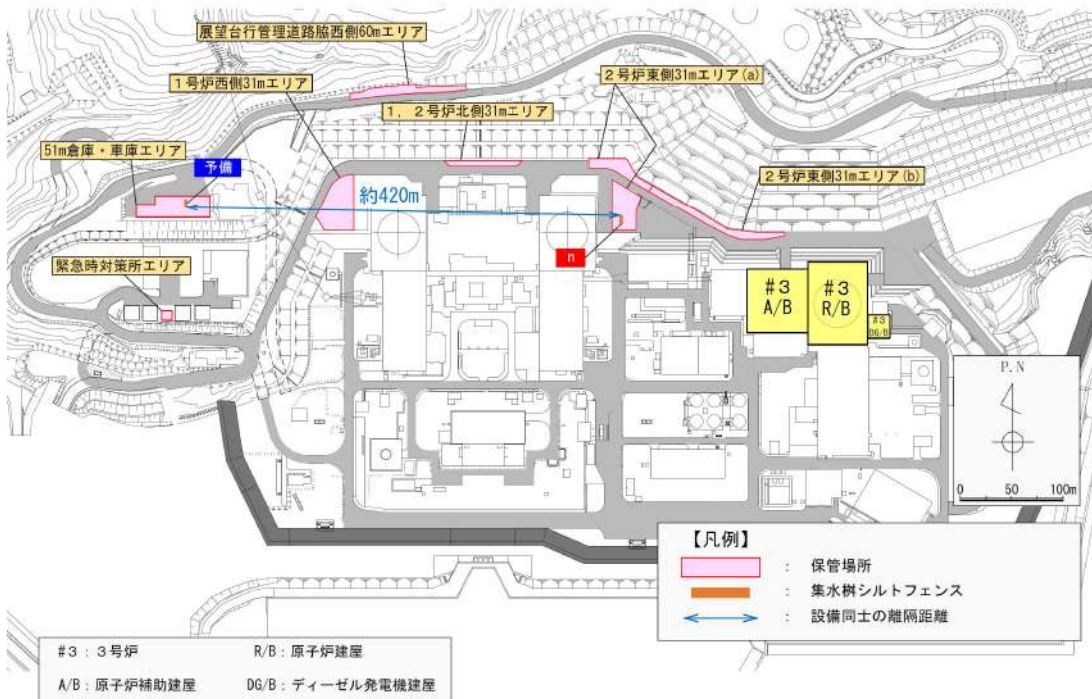 展望台行管理道路脇西側60mエリア
1号炉西側31mエリア
2号炉東側31mエリア(a)
1，2号炉北側31mエリア
51m倉庫・車庫エリア
予備
約420m
2号炉東側31mエリア(b)
n
緊急時対策所エリア
#3
A/B
#3
R/B
#3
DG/B
P.N
0 50 100m
【凡例】
： 保管場所
： 集水桝シルトフェンス
： 設備同士の離隔距離
#3：3号炉 R/B：原子炉建屋
A/B：原子炉補助建屋 DG/B：ディーゼル発電機建屋